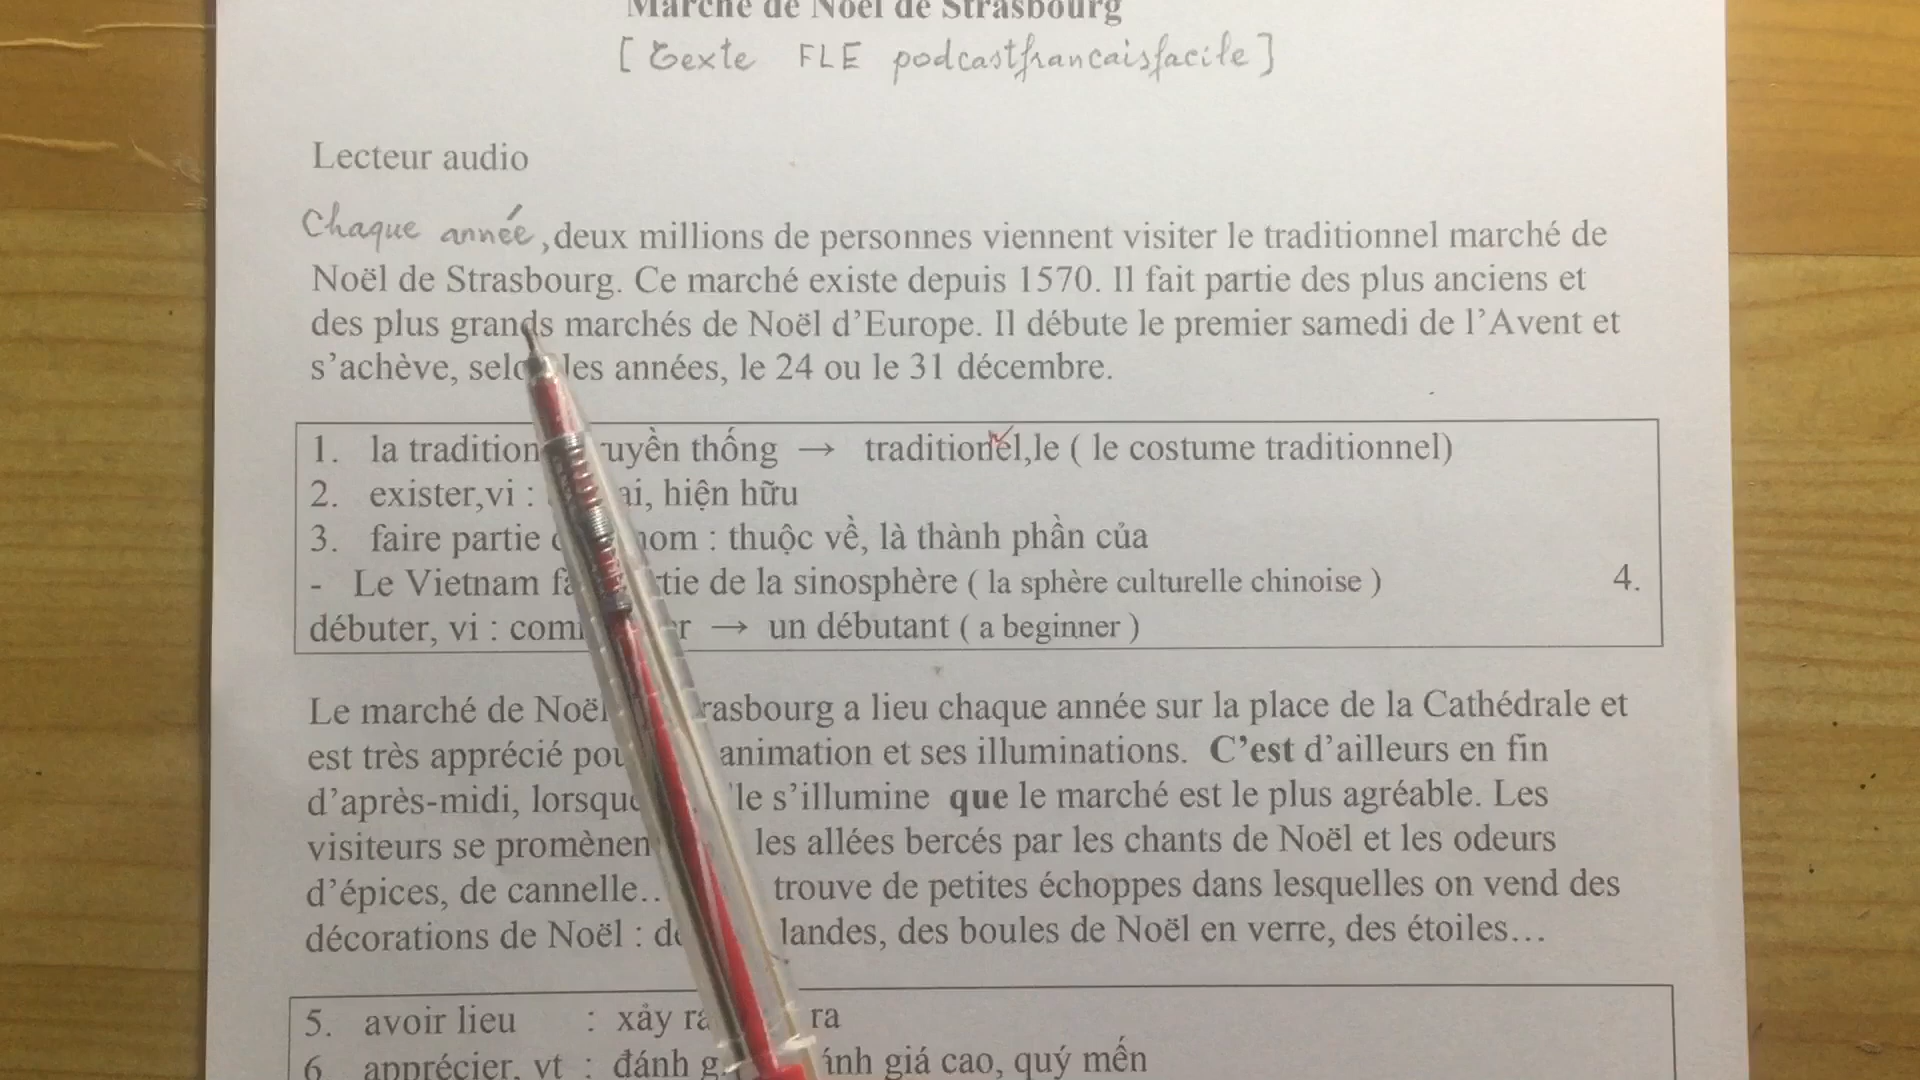 Marché de Noël de Strasbourg
[Texte FLE podcastfrancaisfacile]
Lecteur audio
Chaque année, deux millions de personnes viennent visiter le traditionnel marché de
Noël de Strasbourg. Ce marché existe depuis 1570. Il fait partie des plus anciens et
des plus grands marchés de Noël d’Europe. Il débute le premier samedi de l’Avent et
s’achève, les années, le 24 ou le 31 décembre.
1. la tradition thống → traditionel,le ( le costume traditionnel)
2. exister,vi : hiện hữu
3. faire partie : thuộc về, là thành phần của
- Le Vietnam de la sinosphère ( la sphère culturelle chinoise ) 4.
débuter, vi : → un débutant ( a beginner )
Le marché de Noël a lieu chaque année sur la place de la Cathédrale et
est très apprécié animation et ses illuminations. C’est d’ailleurs en fin
d’après-midi, s’illumine que le marché est le plus agréable. Les
visiteurs se les allées bercés par les chants de Noël et les odeurs
d’épices, de cannelle.. trouve de petites échoppes dans lesquelles on vend des
décorations de Noël : des boules de Noël en verre, des étoiles…
5. avoir lieu : xảy ra ra
6 apprécier, vt : đánh giá cao, quý mến